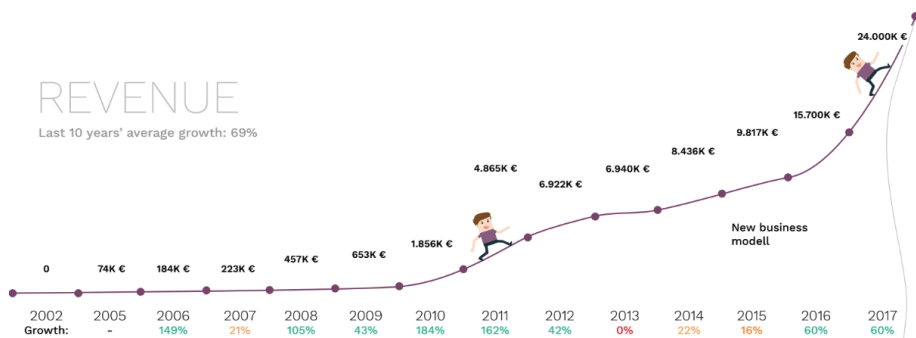 REVENUE
Last 10 years' average growth: 69%
0
74K €
184K €
223K €
457K €
653K €
1.856K €
4.865K €
6.922K €
6.940K €
8.436K €
9.817K €
15.700K €
24.000K €
New business
modell
2002 2005 2006 2007 2008 2009 2010 2011 2012 2013 2014 2015 2016 2017
Growth: - 149% 21% 105% 43% 184% 162% 42% 0% 22% 16% 60% 60%